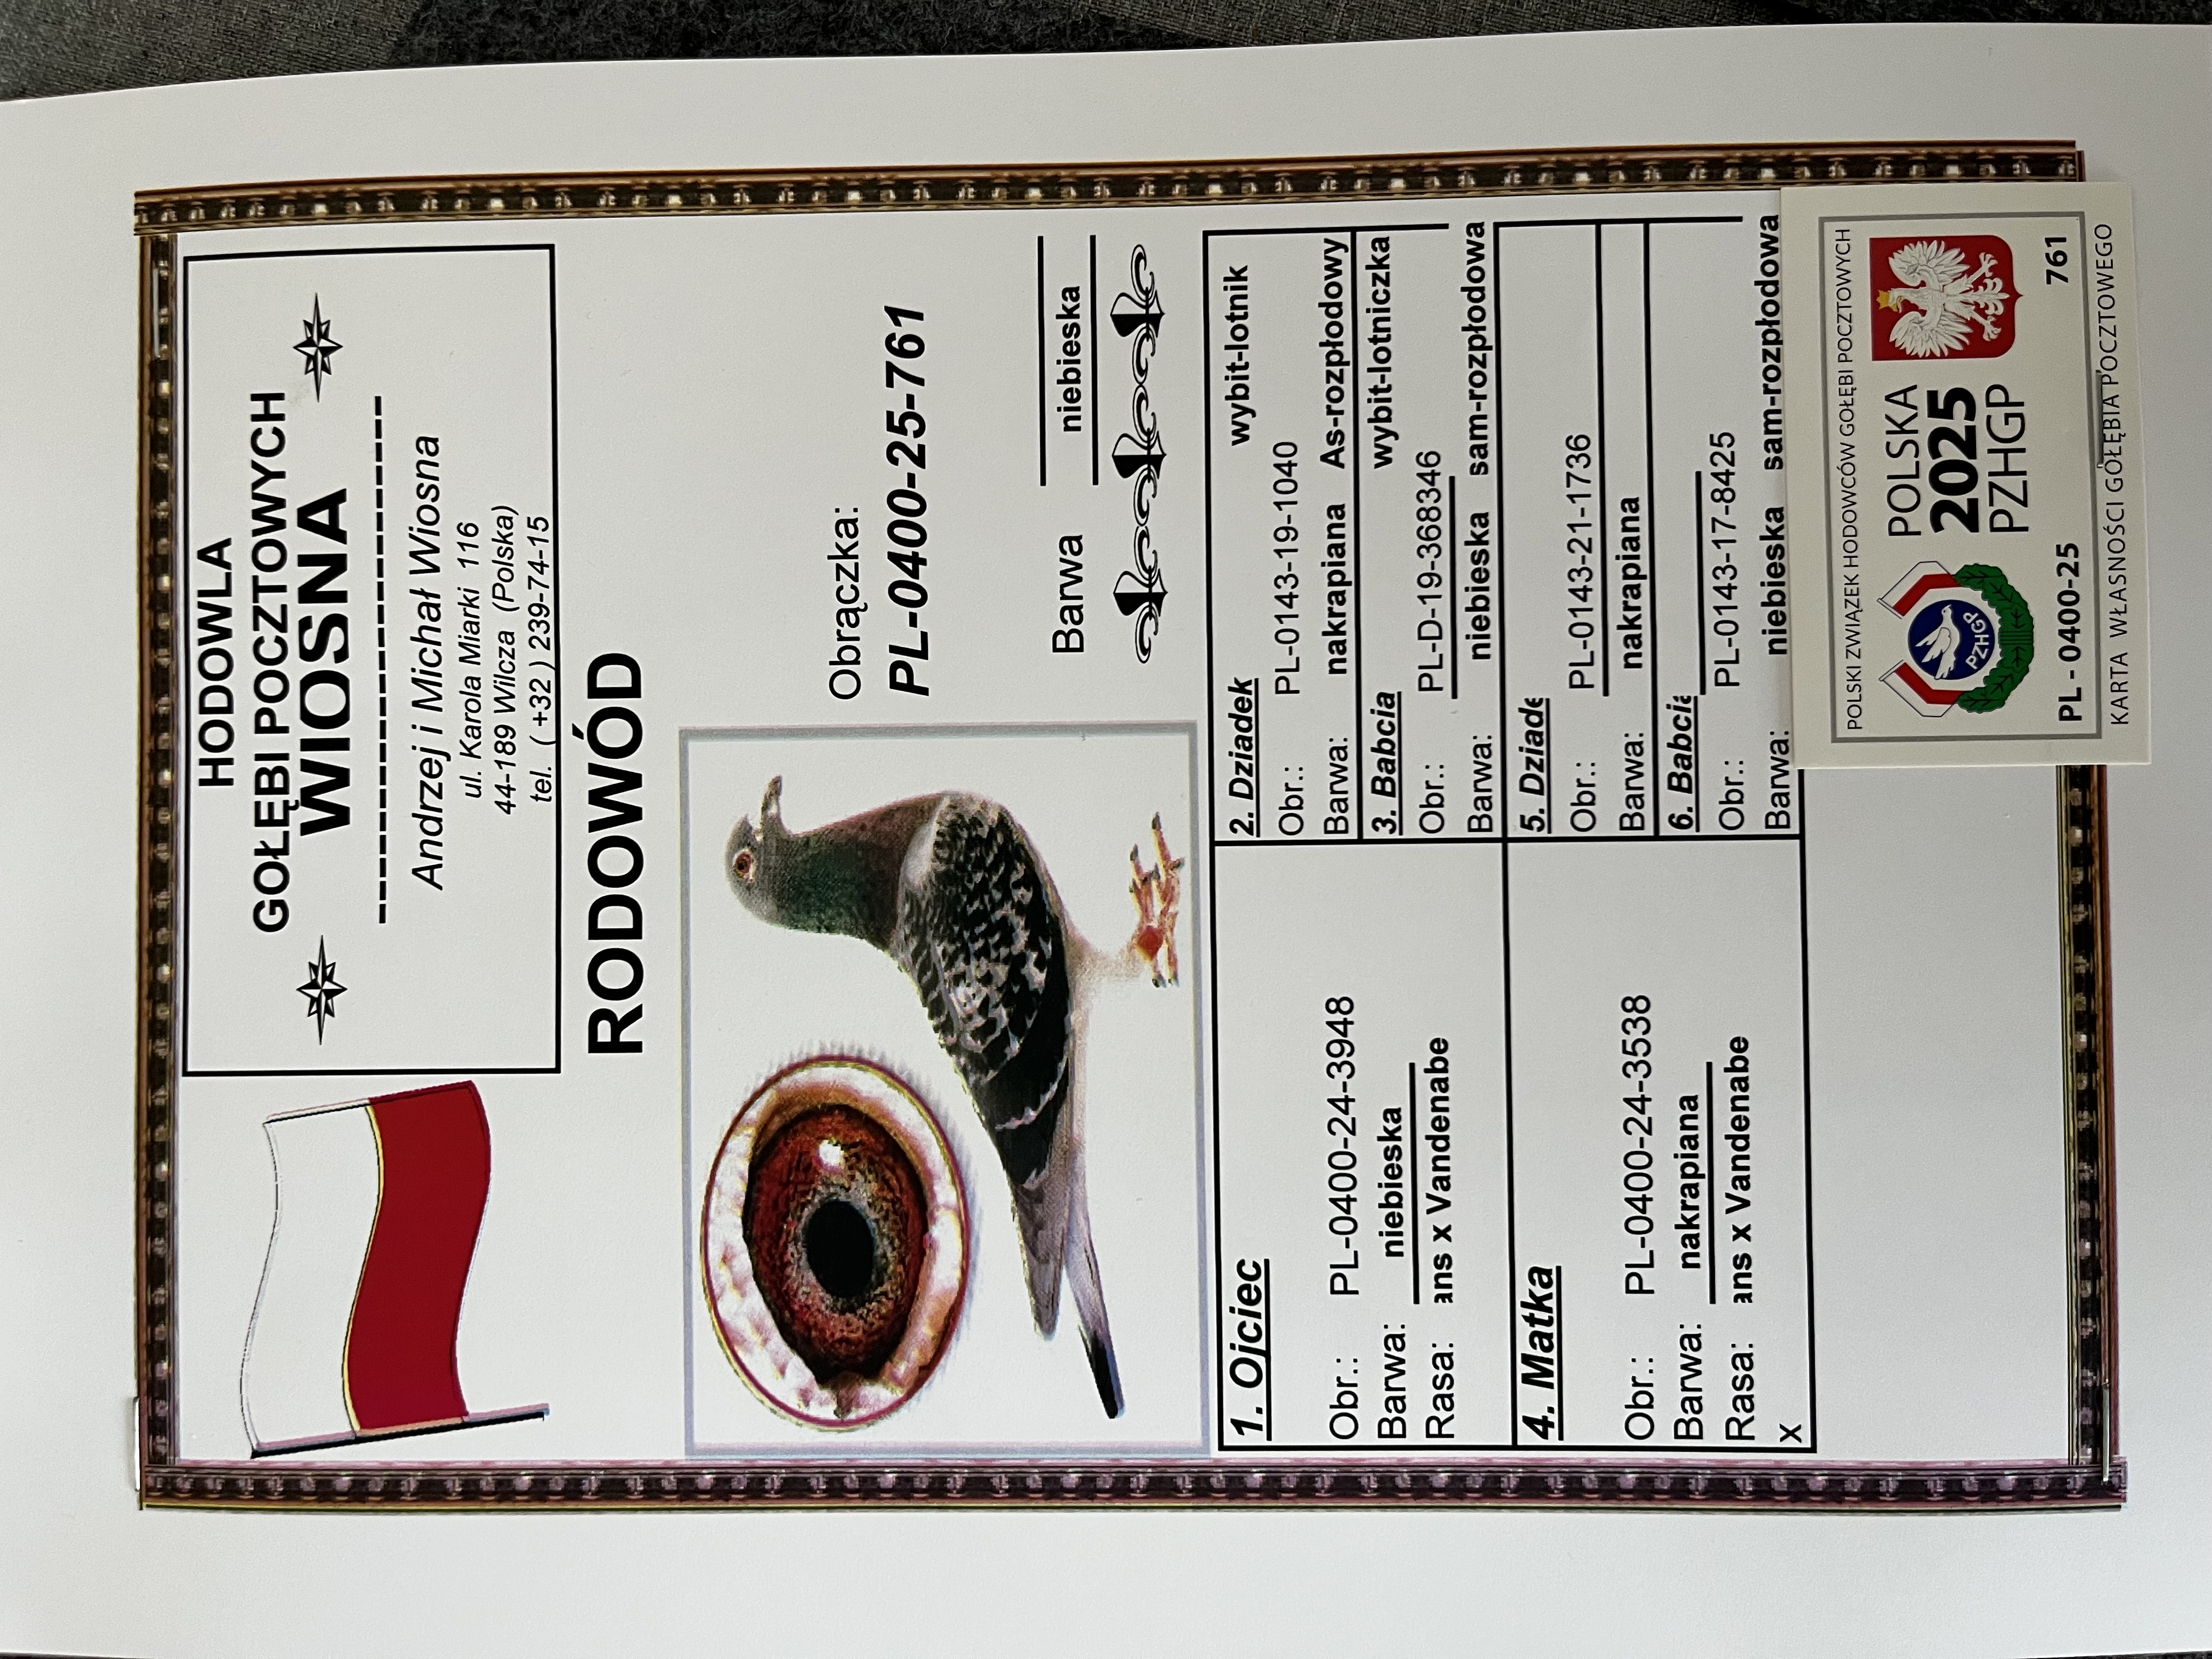 HODOWLA
GOŁĘBI POCZTOWYCH
WIOSNA
Andrzej i Michał Wiosna
ul. Karola Miarki 116
44-189 Wilcza (Polska)
tel. ( +32 ) 239-74-15
RODOWÓD
Obrączka:
PL-0400-25-761
Barwa niebieska
1. Ojciec
Obr.: PL-0400-24-3948
Barwa: niebieska
Rasa: ans x Vandenabe
2. Dziadek wybit-lotnik
Obr.: PL-0143-19-1040
Barwa: nakrapiana As-rozpłodowy
3. Babcia wybit-lotniczka
Obr.: PL-D-19-368346
Barwa: niebieska sam-rozpłodowa
4. Matka
Obr.: PL-0400-24-3538
Barwa: nakrapiana
Rasa: ans x Vandenabe
x
5. Dziade
Obr.: PL-0143-21-1736
Barwa: nakrapiana
6. Babcia
Obr.: PL-0143-17-8425
Barwa: niebieska sam-rozpłodowa
POLSKI ZWIĄZEK HODOWCÓW GOŁĘBI POCZTOWYCH
PZHGP
POLSKA
2025
PZHGP
PL - 0400-25 761
KARTA WŁASNOŚCI GOŁĘBIA POCZTOWEGO